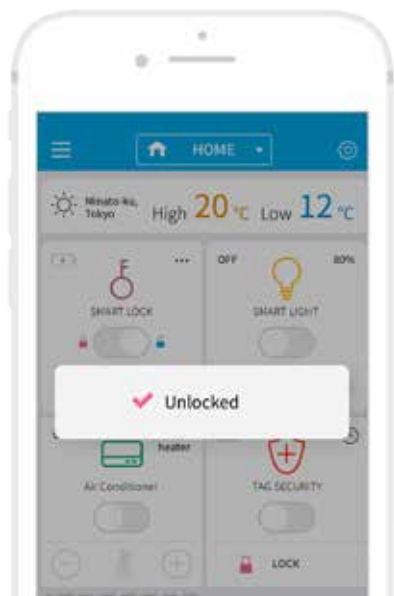 HOME
Minato-ku,
Tokyo
High 20 °C Low 12 °C
OFF 80%
SMART LOCK SMART LIGHT
Unlocked
heater
Air Conditioner TAG SECURITY
LOCK